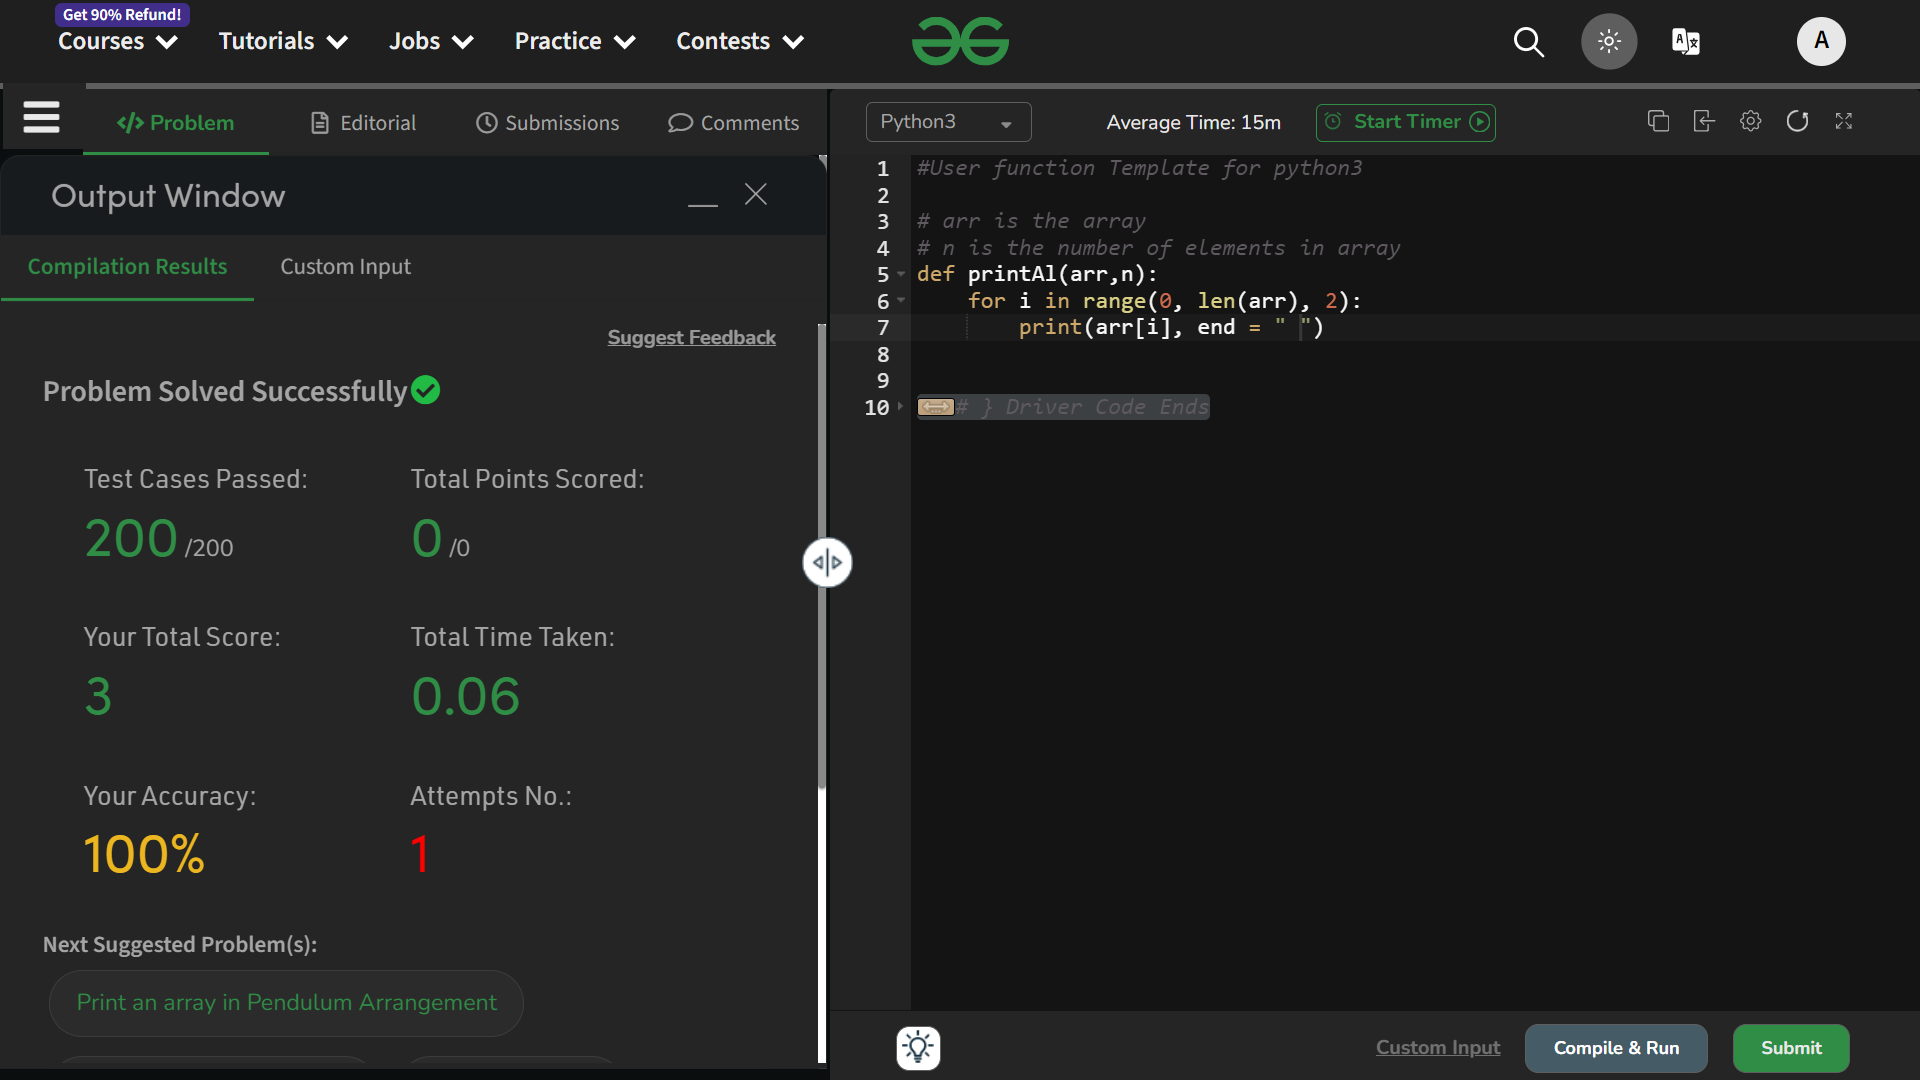 Get 90% Refund!
Courses
Tutorials
Jobs
Practice
Contests
A
Problem
Editorial
Submissions
Comments
Output Window
Compilation Results
Custom Input
Suggest Feedback
Problem Solved Successfully
Test Cases Passed:
200 /200
Total Points Scored:
0 /0
Your Total Score:
3
Total Time Taken:
0.06
Your Accuracy:
100%
Attempts No.:
1
Next Suggested Problem(s):
Print an array in Pendulum Arrangement
Python3
Average Time: 15m
Start Timer
1 #User function Template for python3
2
3 # arr is the array
4 # n is the number of elements in array
5 def printAl(arr,n):
6     for i in range(0, len(arr), 2):
7         print(arr[i], end = " ")
8
9
10 # } Driver Code Ends
Custom Input
Compile & Run
Submit